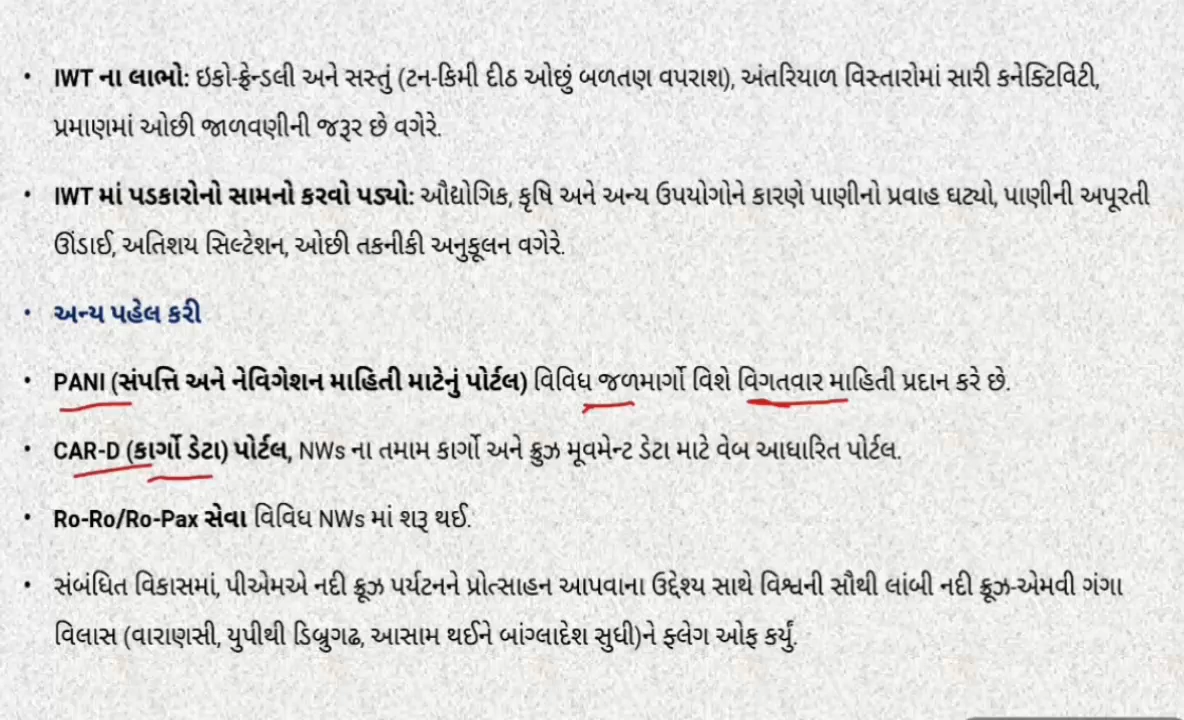 • IWT ના લાભો: ઇકો-ફ્રેન્ડલી અને સસ્તું (ટન-કિમી દીઠ ઓછું બળતણ વપરાશ), અંતરિયાળ વિસ્તારોમાં સારી કનેક્ટિવિટી,
પ્રમાણમાં ઓછી જાળવણીની જરૂર છે વગેરે.
• IWT માં પડકારોનો સામનો કરવો પડ્યો: ઔદ્યોગિક, કૃષિ અને અન્ય ઉપયોગોને કારણે પાણીનો પ્રવાહ ઘટ્યો, પાણીની અપૂરતી
ઊંડાઈ, અતિશય સિલ્ટેશન, ઓછી તકનીકી અનુકૂલન વગેરે.
• અન્ય પહેલ કરી
• PANI (સંપત્તિ અને નેવિગેશન માહિતી માટેનું પોર્ટલ) વિવિધ જળમાર્ગો વિશે વિગતવાર માહિતી પ્રદાન કરે છે.
• CAR-D (કાર્ગો ડેટા) પોર્ટલ, NWs ના તમામ કાર્ગો અને ક્રુઝ મૂવમેન્ટ ડેટા માટે વેબ આધારિત પોર્ટલ.
• Ro-Ro/Ro-Pax સેવા વિવિધ NWs માં શરૂ થઈ.
• સંબંધિત વિકાસમાં, પીએમએ નદી ક્રૂઝ પર્યટનને પ્રોત્સાહન આપવાના ઉદ્દેશ્ય સાથે વિશ્વની સૌથી લાંબી નદી ક્રૂઝ-એમવી ગંગા
વિલાસ (વારાણસી, યુપીથી ડિબ્રુગઢ, આસામ થઈને બાંગ્લાદેશ સુધી)ને ફ્લેગ ઓફ કર્યું.